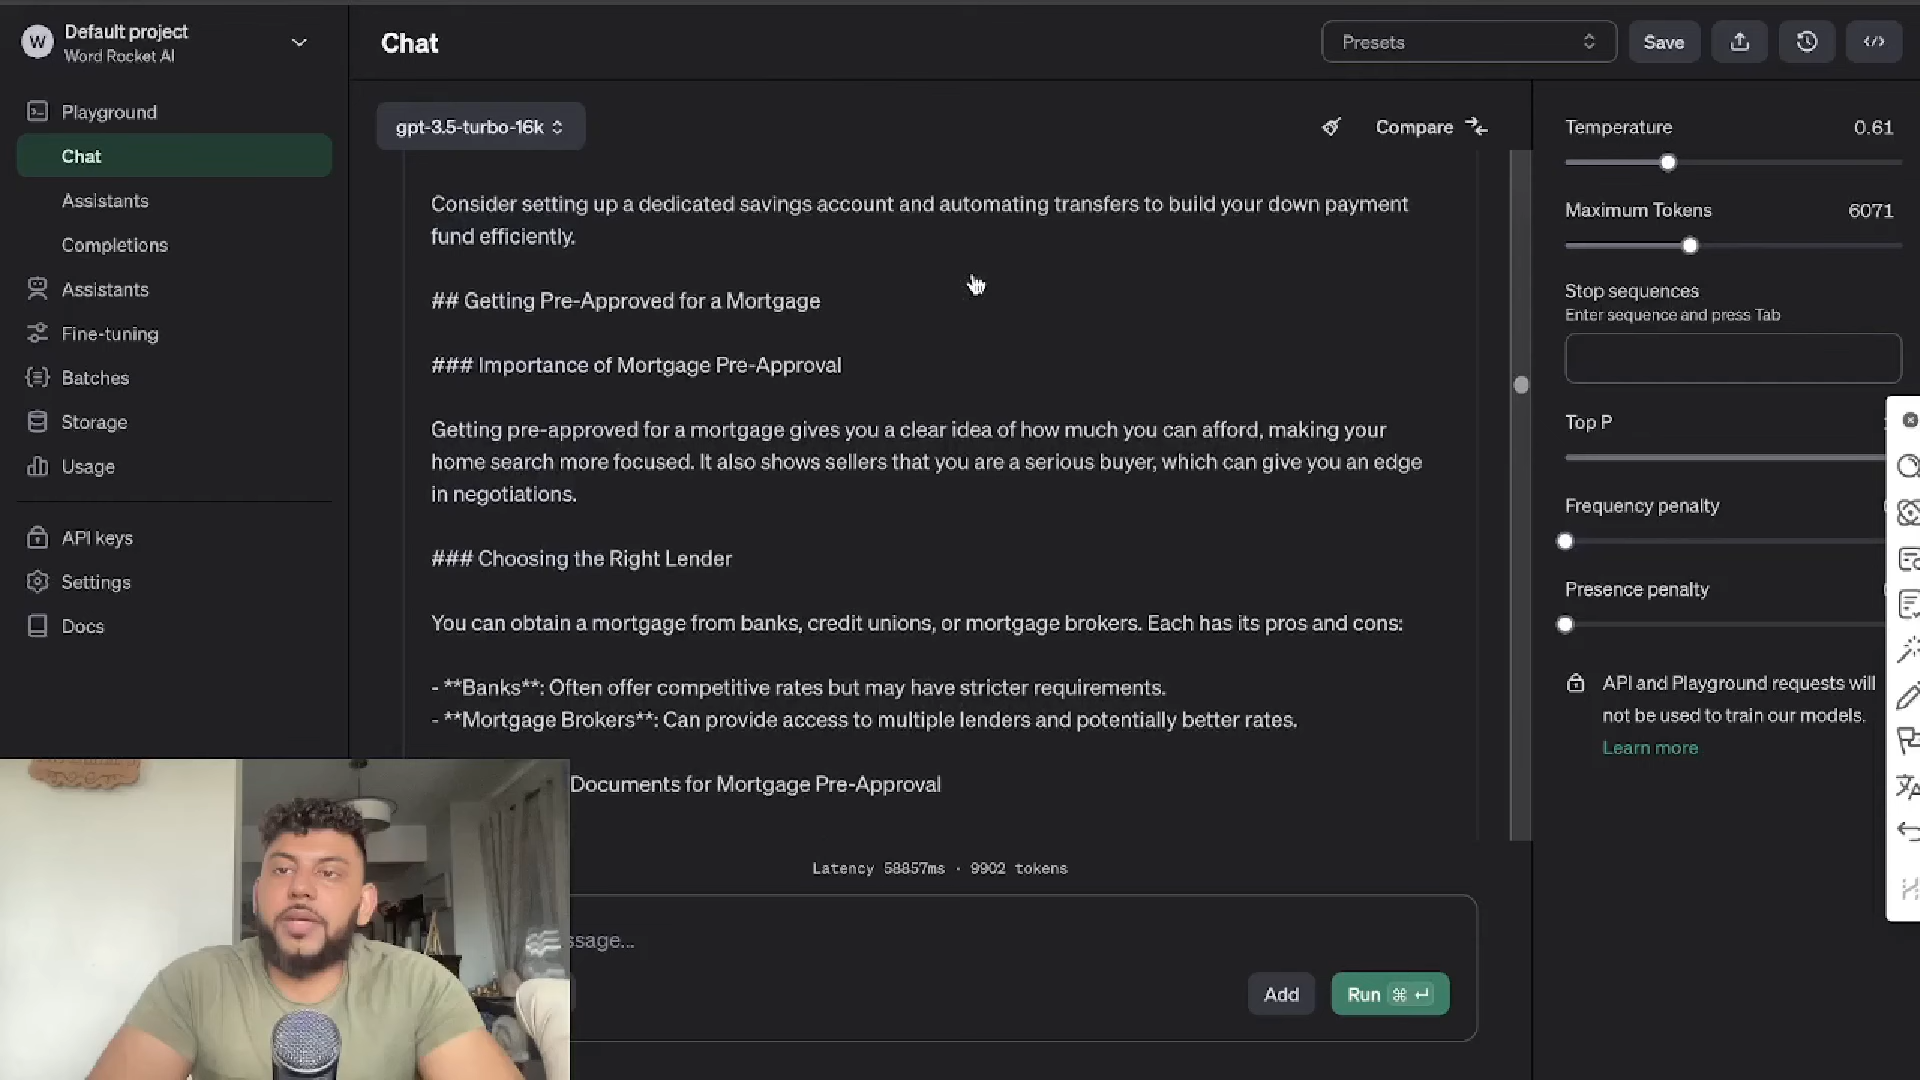 W
Default project
Word Rocket AI
Playground
Chat
Assistants
Completions
Assistants
Fine-tuning
Batches
Storage
Usage
API keys
Settings
Docs
Chat
Presets
Save
gpt-3.5-turbo-16k
Compare
Consider setting up a dedicated savings account and automating transfers to build your down payment
fund efficiently.
## Getting Pre-Approved for a Mortgage
### Importance of Mortgage Pre-Approval
Getting pre-approved for a mortgage gives you a clear idea of how much you can afford, making your
home search more focused. It also shows sellers that you are a serious buyer, which can give you an edge
in negotiations.
### Choosing the Right Lender
You can obtain a mortgage from banks, credit unions, or mortgage brokers. Each has its pros and cons:
- **Banks**: Often offer competitive rates but may have stricter requirements.
- **Mortgage Brokers**: Can provide access to multiple lenders and potentially better rates.
Documents for Mortgage Pre-Approval
Latency 58857ms · 9902 tokens
ssage...
Add
Run ⌘ ↵
Temperature 0.61
Maximum Tokens 6071
Stop sequences
Enter sequence and press Tab
Top P
Frequency penalty
Presence penalty
API and Playground requests will
not be used to train our models.
Learn more